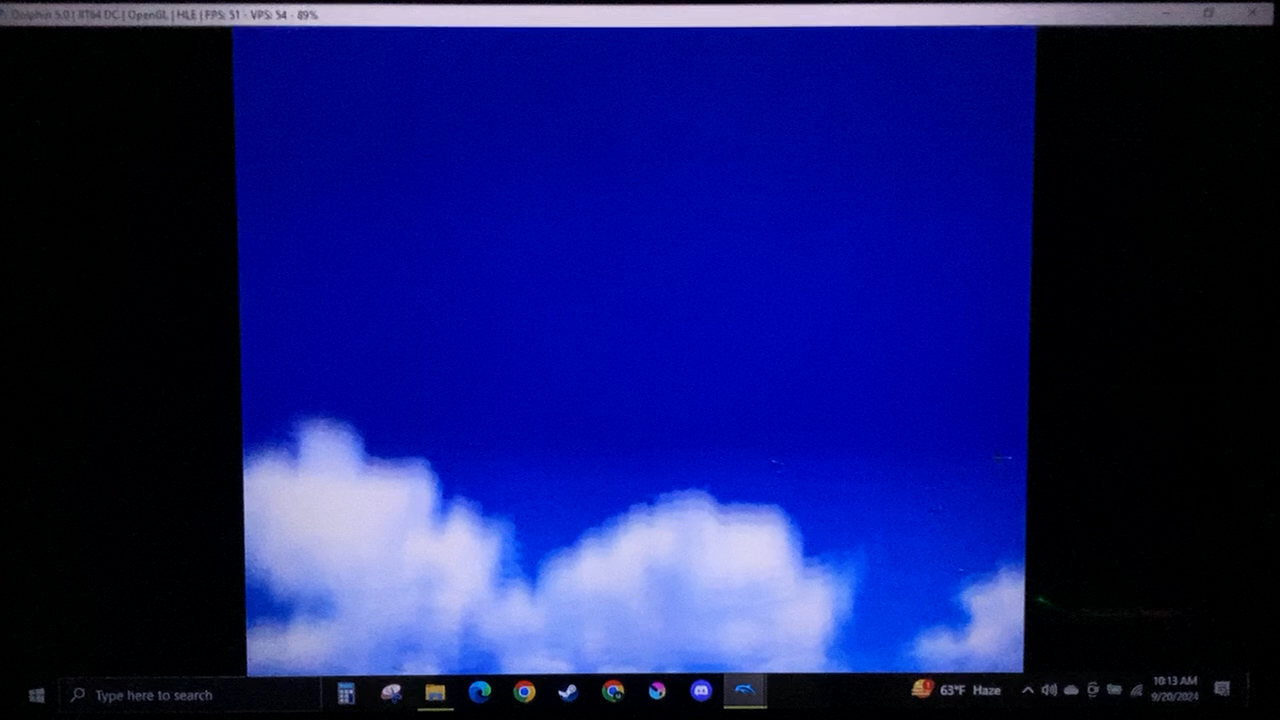 Dolphin 5.0 | JIT64 DC | OpenGL | HLE | FPS: 51 - VPS: 54 - 89%
Type here to search
63°F Haze
10:13 AM
9/20/2024